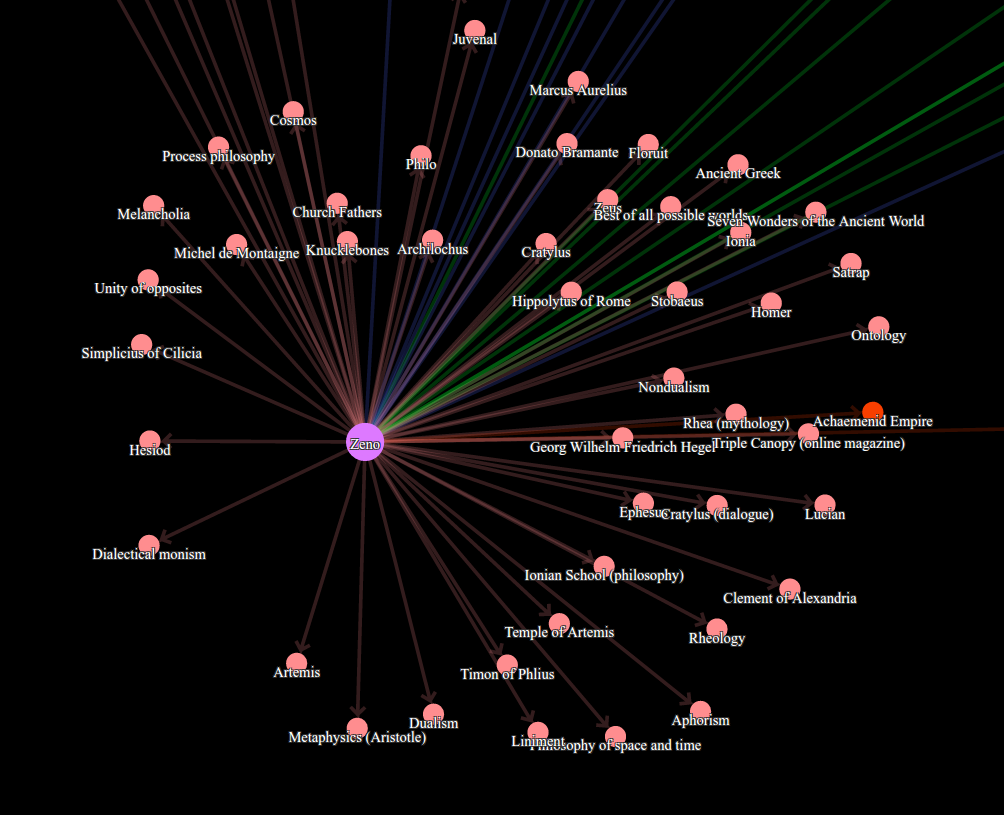 Juvenal
Marcus Aurelius
Cosmos
Process philosophy
Philo
Donato Bramante
Floruit
Ancient Greek
Melancholia
Church Fathers
Zeus
Best of all possible worlds
Seven Wonders of the Ancient World
Ionia
Michel de Montaigne
Knucklebones
Archilochus
Cratylus
Satrap
Unity of opposites
Hippolytus of Rome
Stobaeus
Homer
Ontology
Simplicius of Cilicia
Nondualism
Rhea (mythology)
Achaemenid Empire
Zeno
Georg Wilhelm Friedrich Hegel
Triple Canopy (online magazine)
Hesiod
Ephesus
Cratylus (dialogue)
Lucian
Dialectical monism
Ionian School (philosophy)
Clement of Alexandria
Temple of Artemis
Rheology
Artemis
Timon of Phlius
Dualism
Aphorism
Metaphysics (Aristotle)
Liniment
Philosophy of space and time